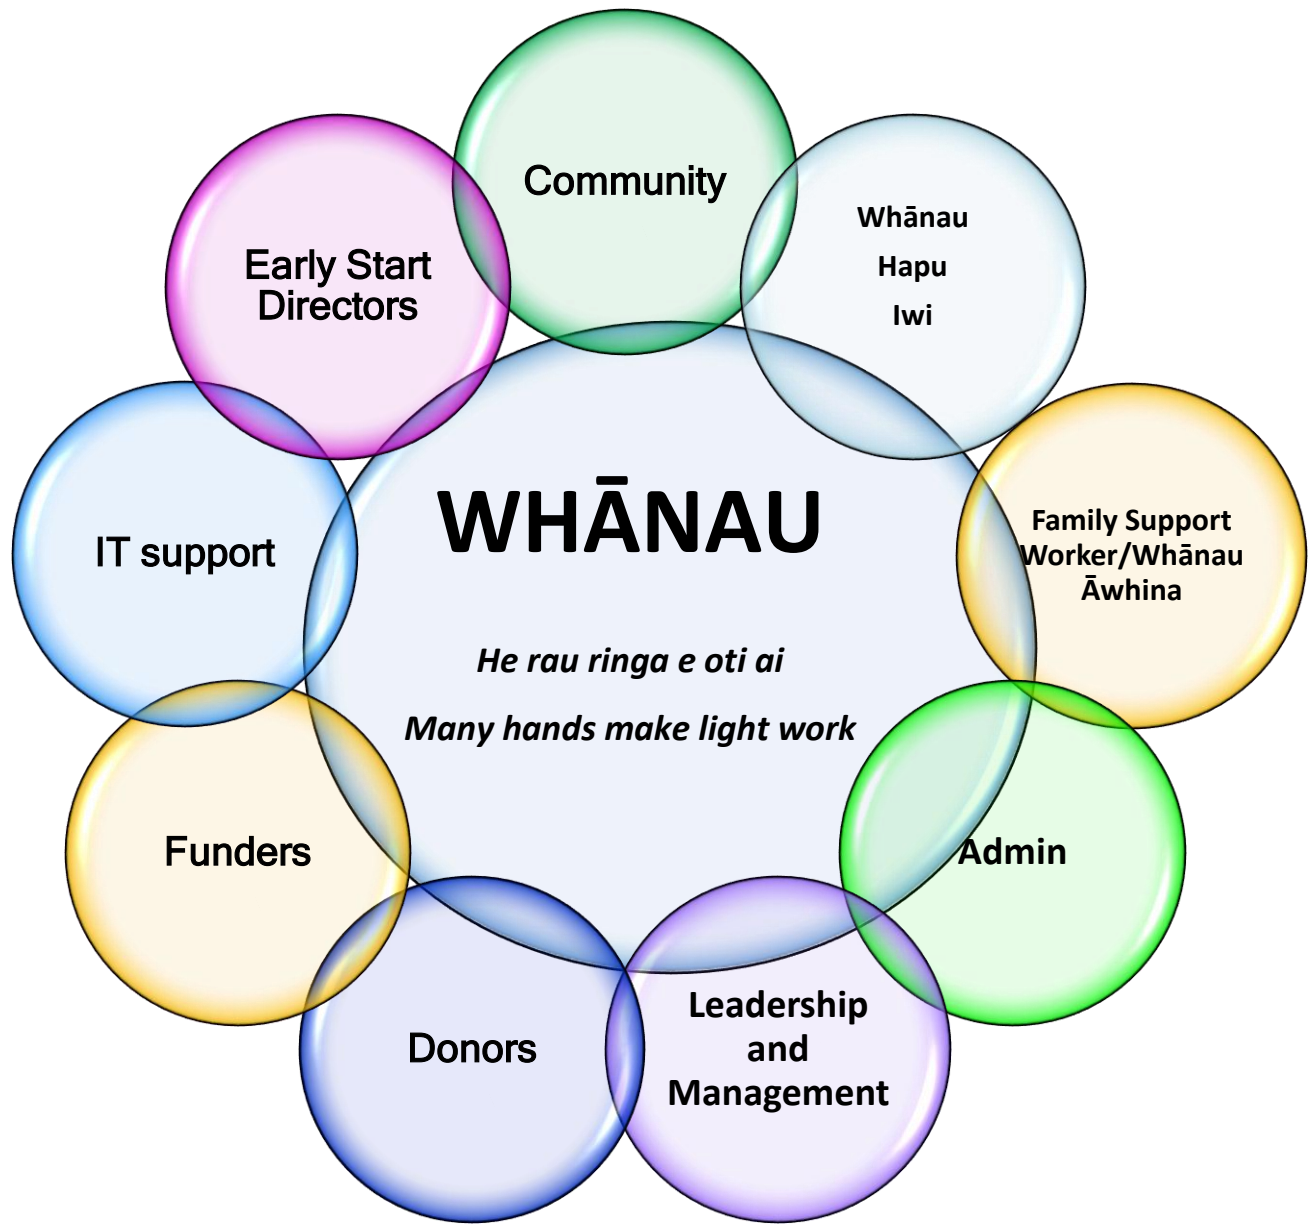 Community
Whānau
Hapu
Iwi
Early Start
Directors
Family Support
Worker/Whānau
Āwhina
IT support
WHĀNAU
He rau ringa e oti ai
Many hands make light work
Funders
Admin
Donors
Leadership
and
Management